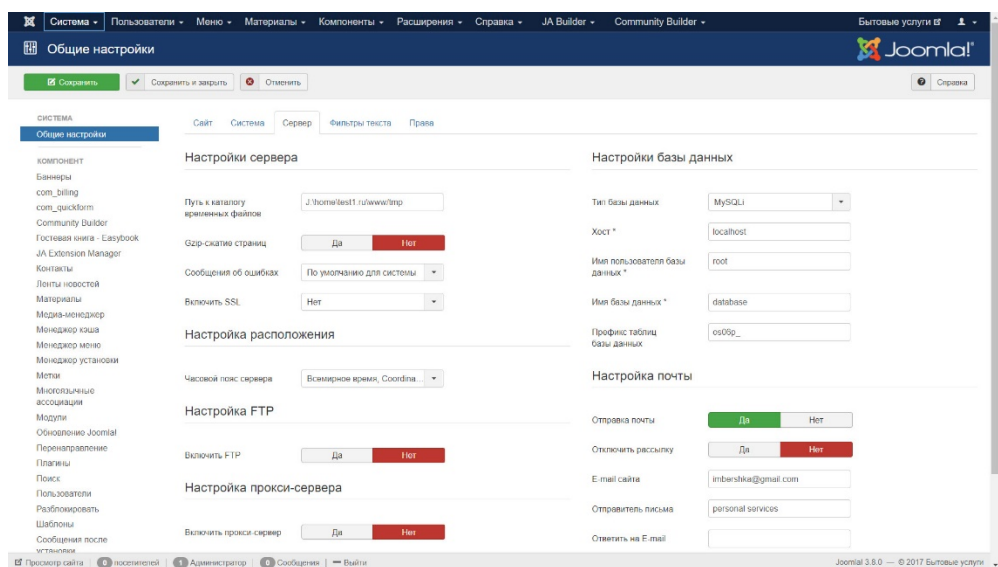 Система Пользователи Меню Материалы Компоненты Расширения Справка JA Builder Community Builder Бытовые услуги
Общие настройки Joomla!
Сохранить Сохранить и закрыть Отменить Справка
СИСТЕМА
Общие настройки
КОМПОНЕНТ
Баннеры
com_billing
com_quickform
Community Builder
Гостевая книга - Easybook
JA Extension Manager
Контакты
Ленты новостей
Материалы
Медиа-менеджер
Менеджер кэша
Менеджер меню
Менеджер установки
Метки
Многоязычные
ассоциации
Модули
Обновление Joomla!
Перенаправление
Плагины
Поиск
Пользователи
Разблокировать
Шаблоны
Сообщения после
установки
Сайт Система Сервер Фильтры текста Права
Настройки сервера
Путь к каталогу
временных файлов
J:\home\test1.ru\www/tmp
Gzip-сжатие страниц Да Нет
Сообщения об ошибках По умолчанию для системы
Включить SSL Нет
Настройка расположения
Часовой пояс сервера Всемирное время, Coordina...
Настройка FTP
Включить FTP Да Нет
Настройка прокси-сервера
Включить прокси-сервер Да Нет
Настройки базы данных
Тип базы данных MySQLi
Хост * localhost
Имя пользователя базы
данных *
root
Имя базы данных * database
Префикс таблиц
базы данных
os06p_
Настройка почты
Отправка почты Да Нет
Отключить рассылку Да Нет
E-mail сайта imbershka@gmail.com
Отправитель письма personal services
Ответить на E-mail
Просмотр сайта 0 посетителей 1 Администратор 0 Сообщения Выйти Joomla! 3.8.0 — © 2017 Бытовые услуги